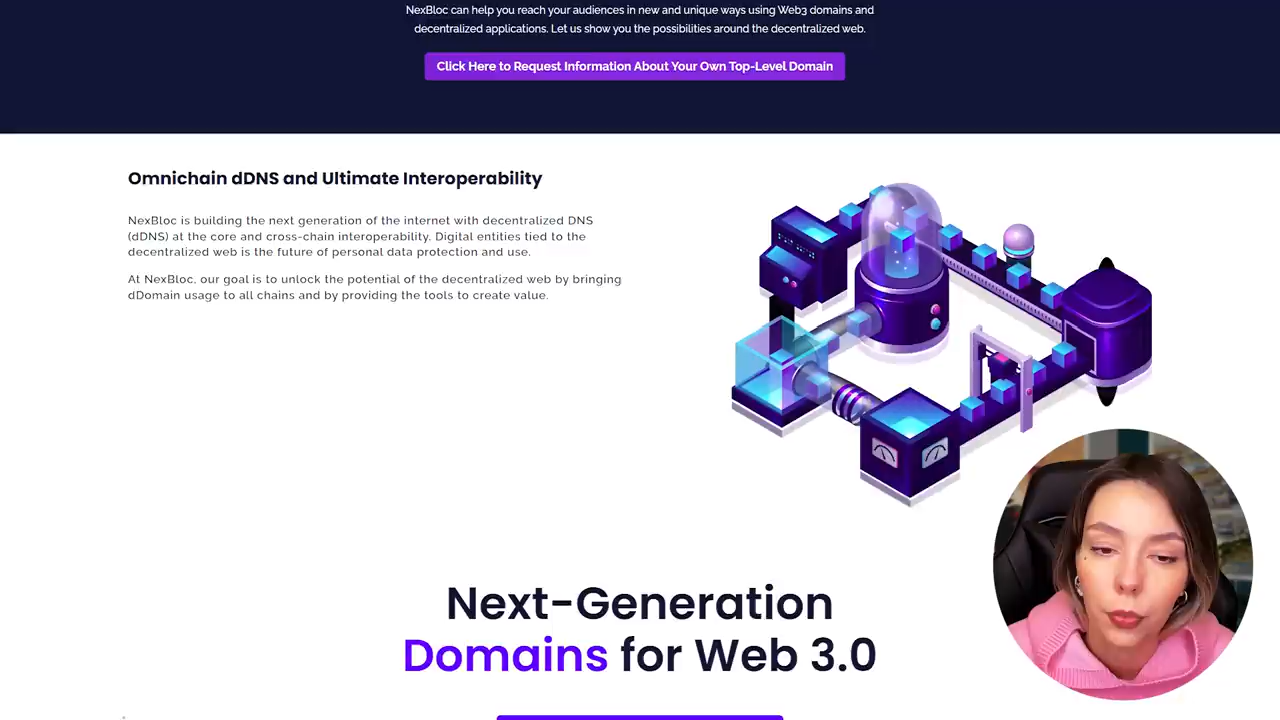 NexBloc can help you reach your audiences in new and unique ways using Web3 domains and
decentralized applications. Let us show you the possibilities around the decentralized web.
Click Here to Request Information About Your Own Top-Level Domain
Omnichain dDNS and Ultimate Interoperability
NexBloc is building the next generation of the internet with decentralized DNS
(dDNS) at the core and cross-chain interoperability. Digital entities tied to the
decentralized web is the future of personal data protection and use.
At NexBloc, our goal is to unlock the potential of the decentralized web by bringing
dDomain usage to all chains and by providing the tools to create value.
Next-Generation
Domains for Web 3.0